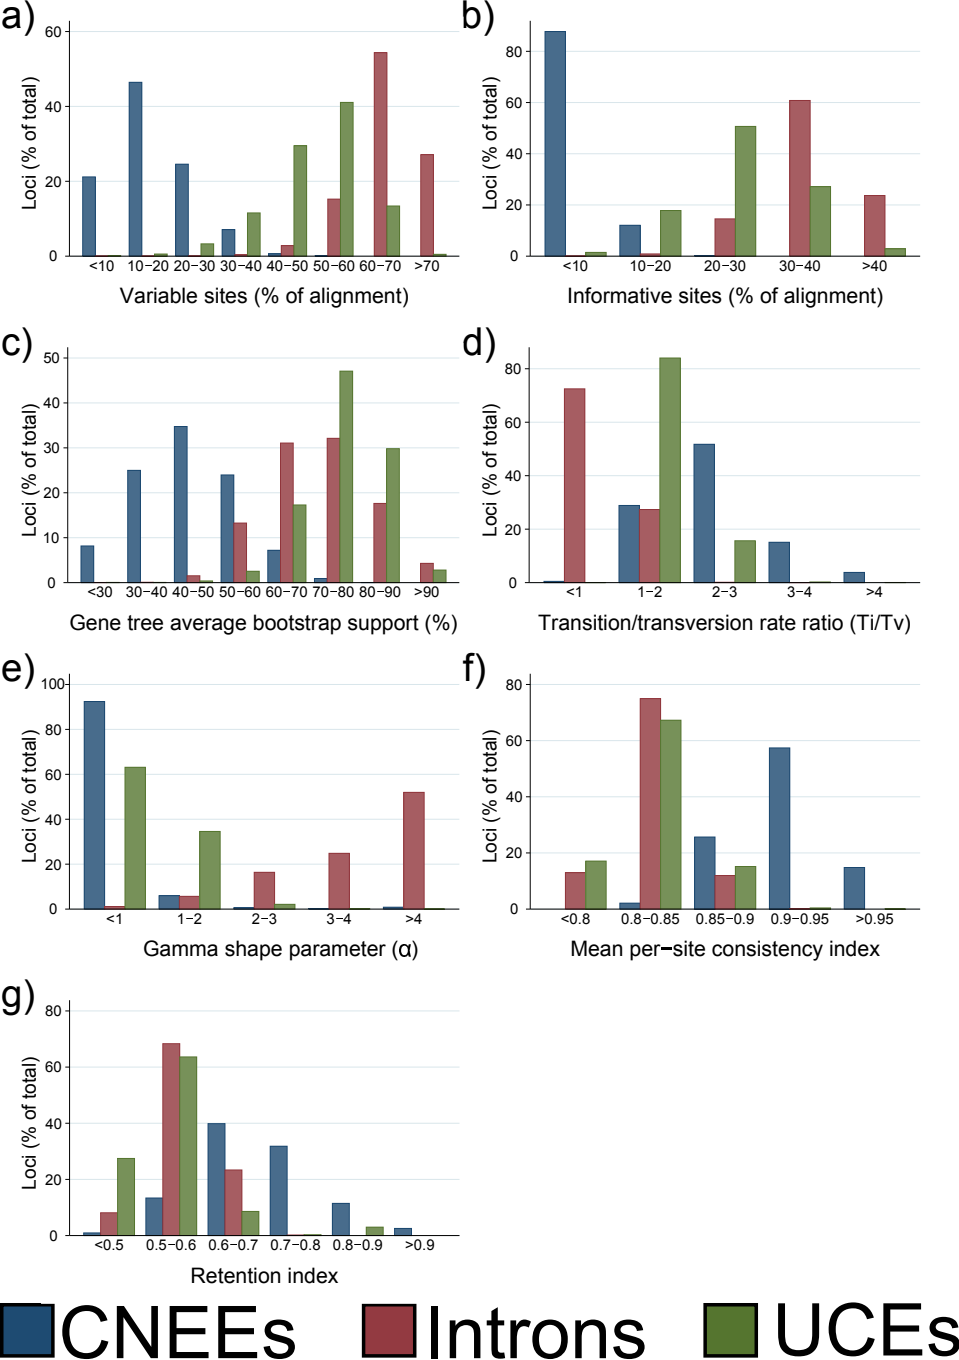 a)
Loci (% of total)
60
40
20
0
<10 10−20 20−30 30−40 40−50 50−60 60−70 >70
Variable sites (% of alignment)
b)
Loci (% of total)
80
60
40
20
0
<10 10−20 20−30 30−40 >40
Informative sites (% of alignment)
c)
Loci (% of total)
50
40
30
20
10
0
<30 30−40 40−50 50−60 60−70 70−80 80−90 >90
Gene tree average bootstrap support (%)
d)
Loci (% of total)
80
60
40
20
0
<1 1−2 2−3 3−4 >4
Transition/transversion rate ratio (Ti/Tv)
e)
Loci (% of total)
100
80
60
40
20
0
<1 1−2 2−3 3−4 >4
Gamma shape parameter (α)
f)
Loci (% of total)
80
60
40
20
0
<0.8 0.8−0.85 0.85−0.9 0.9−0.95 >0.95
Mean per−site consistency index
g)
Loci (% of total)
80
60
40
20
0
<0.5 0.5−0.6 0.6−0.7 0.7−0.8 0.8−0.9 >0.9
Retention index
CNEEs Introns UCEs